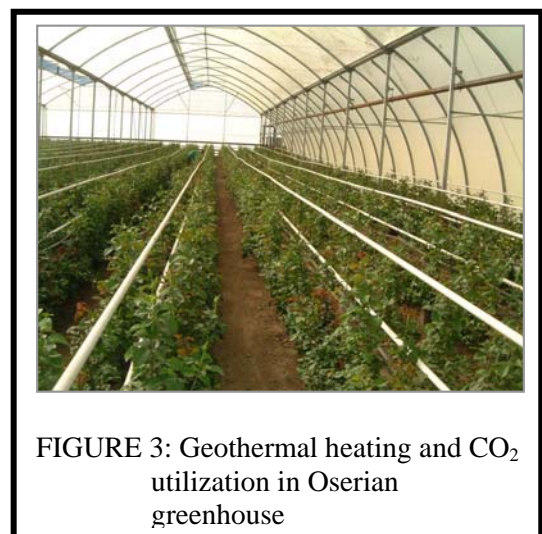 FIGURE 3: Geothermal heating and CO₂
utilization in Oserian
greenhouse